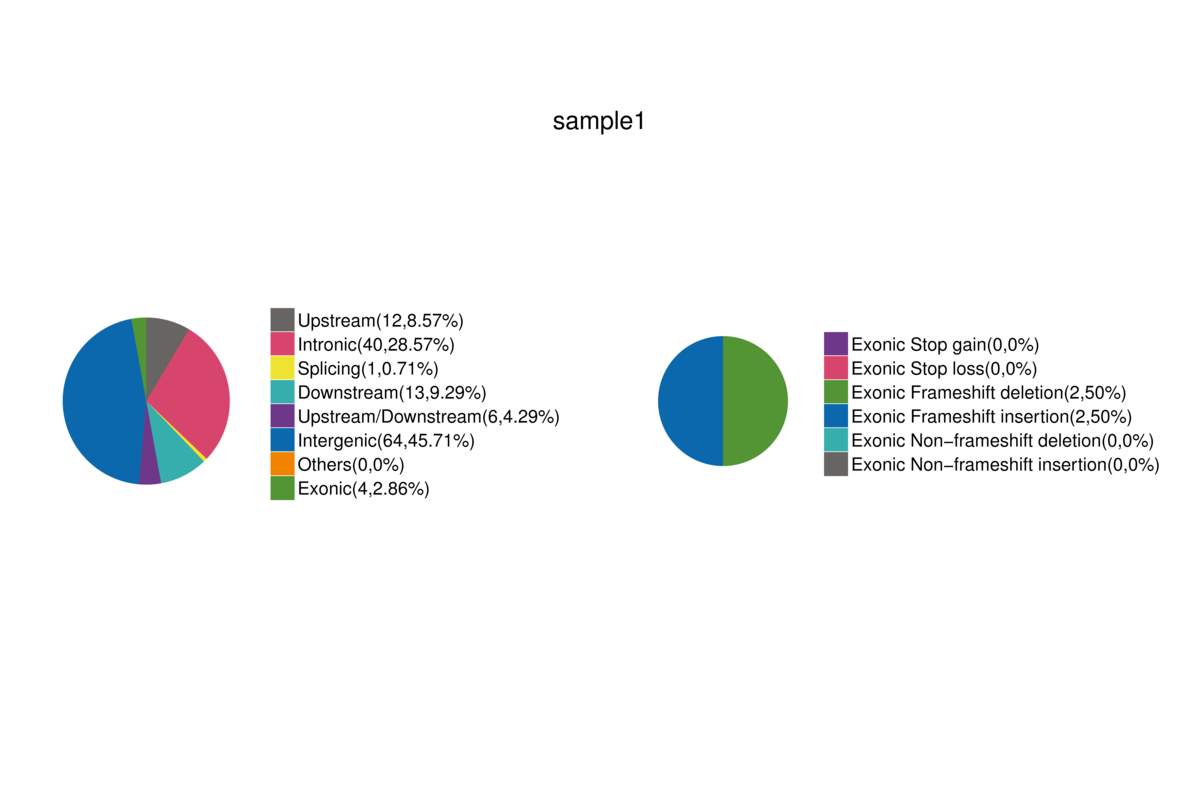 sample1
Upstream(12,8.57%)
Intronic(40,28.57%)
Splicing(1,0.71%)
Downstream(13,9.29%)
Upstream/Downstream(6,4.29%)
Intergenic(64,45.71%)
Others(0,0%)
Exonic(4,2.86%)
Exonic Stop gain(0,0%)
Exonic Stop loss(0,0%)
Exonic Frameshift deletion(2,50%)
Exonic Frameshift insertion(2,50%)
Exonic Non−frameshift deletion(0,0%)
Exonic Non−frameshift insertion(0,0%)